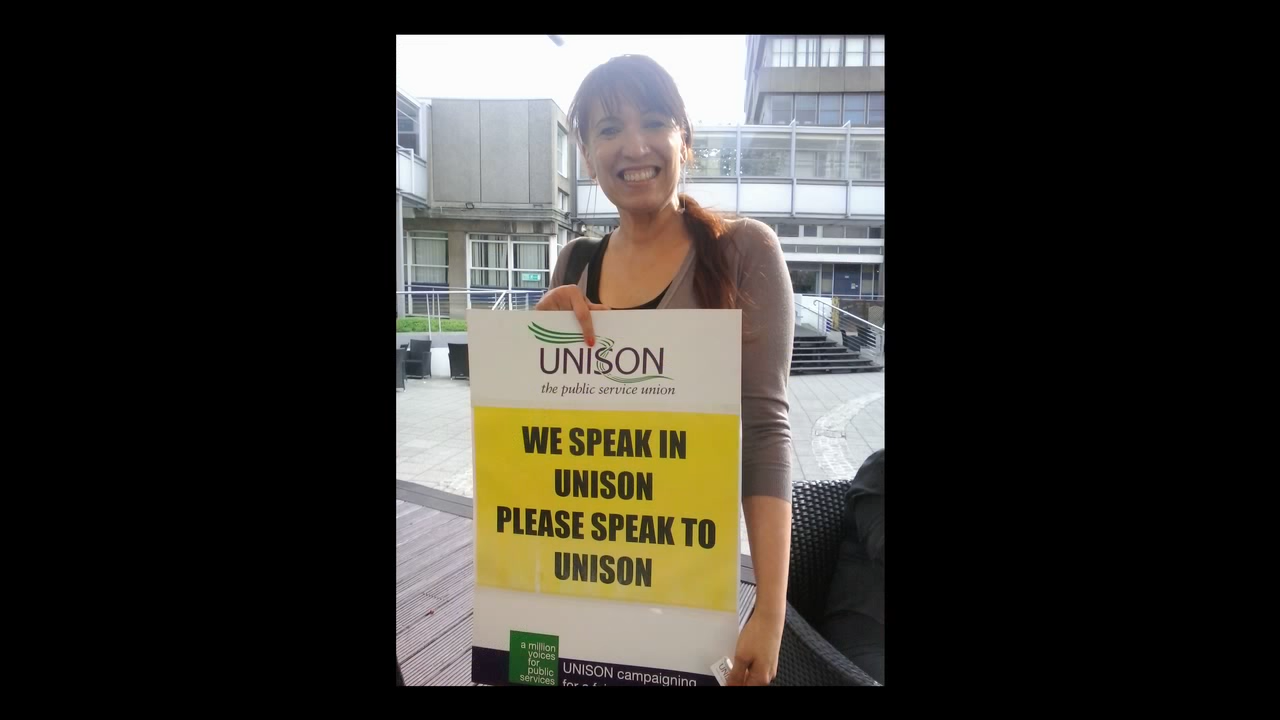 UNISON
the public service union
WE SPEAK IN
UNISON
PLEASE SPEAK TO
UNISON
a million
voices
for
public
services
UNISON campaigning
for a